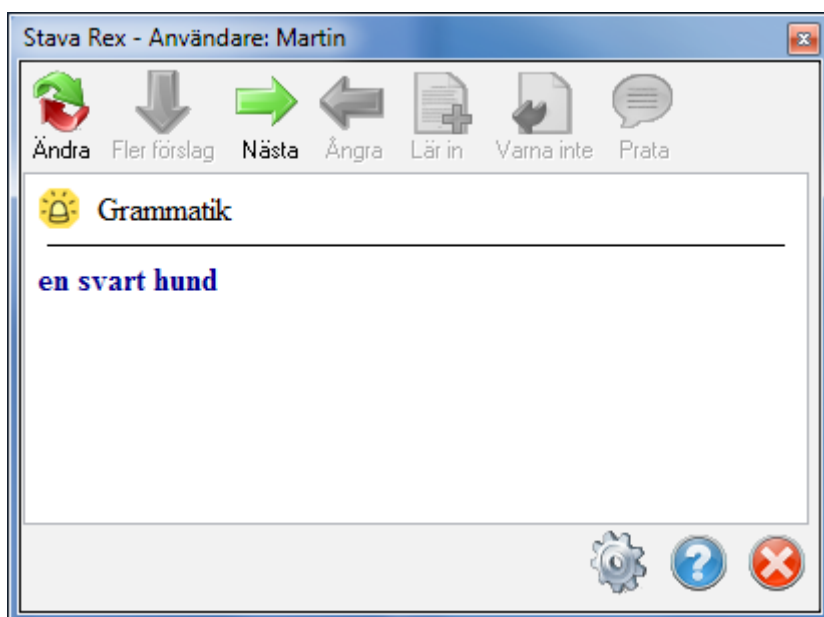 Stava Rex - Användare: Martin
Ändra Fler förslag Nästa Ångra Lär in Varna inte Prata
Grammatik
en svart hund